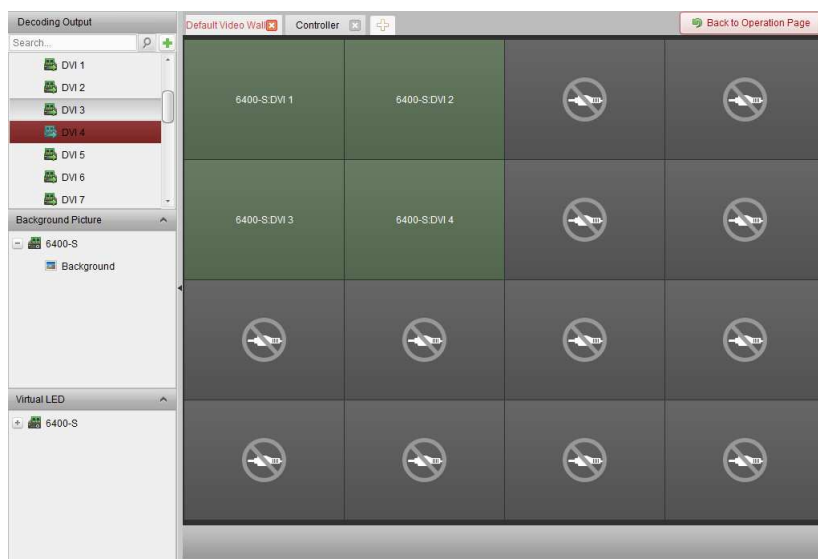 Decoding Output
Default Video Wall
Controller
Back to Operation Page
Search...
DVI 1
DVI 2
DVI 3
DVI 4
DVI 5
DVI 6
DVI 7
Background Picture
6400-S
Background
Virtual LED
6400-S
6400-S:DVI 1
6400-S:DVI 2
6400-S:DVI 3
6400-S:DVI 4